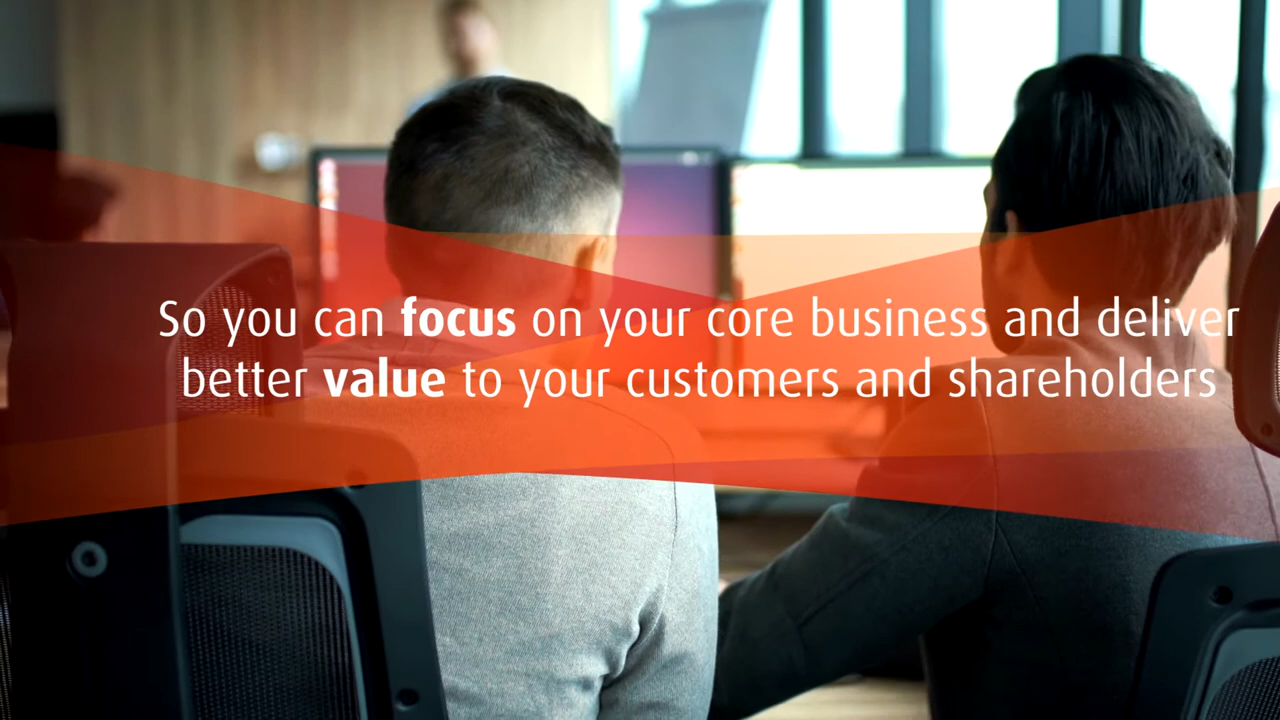 So you can focus on your core business and deliver
better value to your customers and shareholders